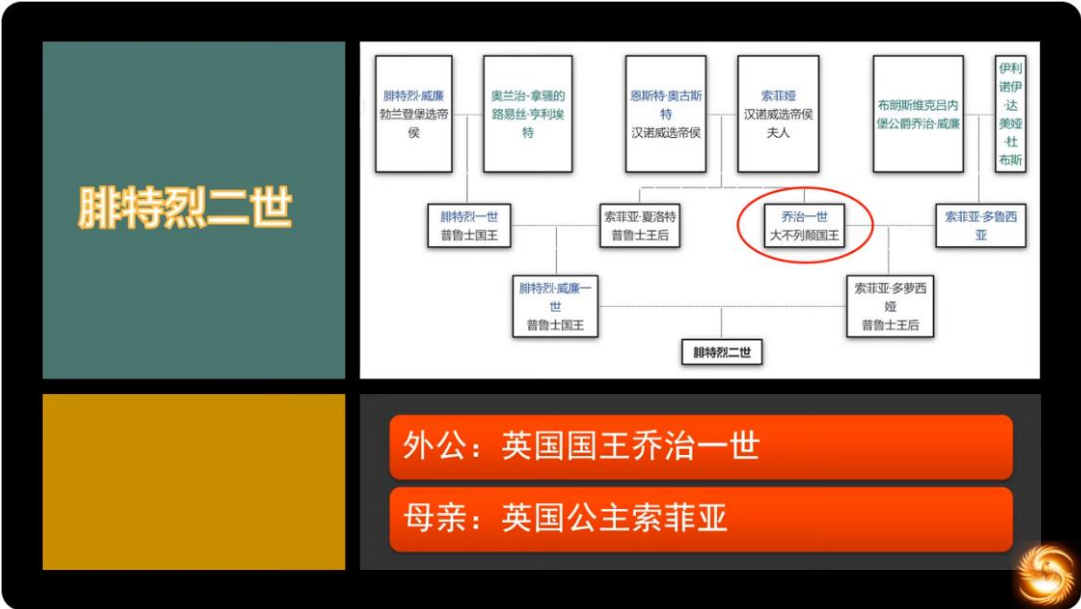 腓特烈二世
腓特烈·威廉
勃兰登堡选帝
侯
奥兰治-拿骚的
路易丝·亨利埃
特
恩斯特·奥古斯
特
汉诺威选帝侯
索菲娅
汉诺威选帝侯
夫人
布朗斯维克吕内
堡公爵乔治·威廉
伊利
诺伊
·达
美娅
·杜
布斯
腓特烈一世
普鲁士国王
索菲亚·夏洛特
普鲁士王后
乔治一世
大不列颠国王
索菲亚·多鲁西
亚
腓特烈·威廉一
世
普鲁士国王
索菲亚·多萝西
娅
普鲁士王后
腓特烈二世
外公：英国国王乔治一世
母亲：英国公主索菲亚